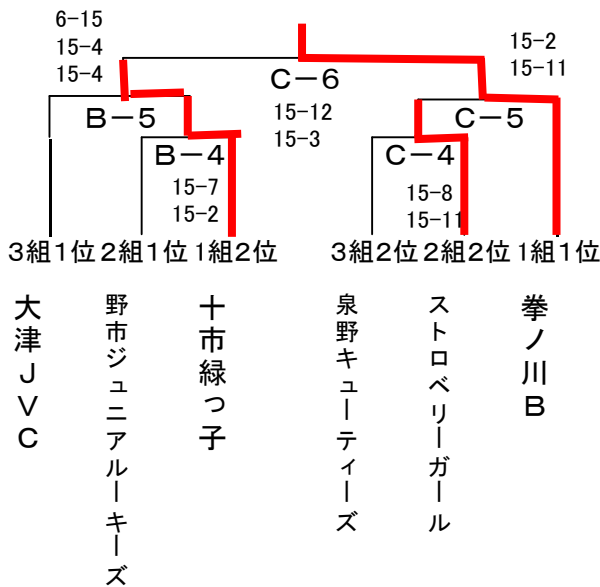 6-15
15-4
15-4
15-2
15-11
C-6
15-12
15-3
B-5
C-5
B-4
15-7
15-2
C-4
15-8
15-11
3組1位 2組1位 1組2位 3組2位 2組2位 1組1位
大津JVC
野市ジュニアルーキーズ
十市緑っ子
泉野キューティーズ
ストロベリーガール
拳ノ川B